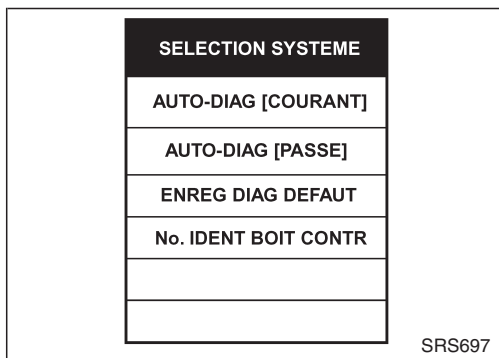 SELECTION SYSTEME
AUTO-DIAG [COURANT]
AUTO-DIAG [PASSE]
ENREG DIAG DEFAUT
No. IDENT BOIT CONTR
SRS697